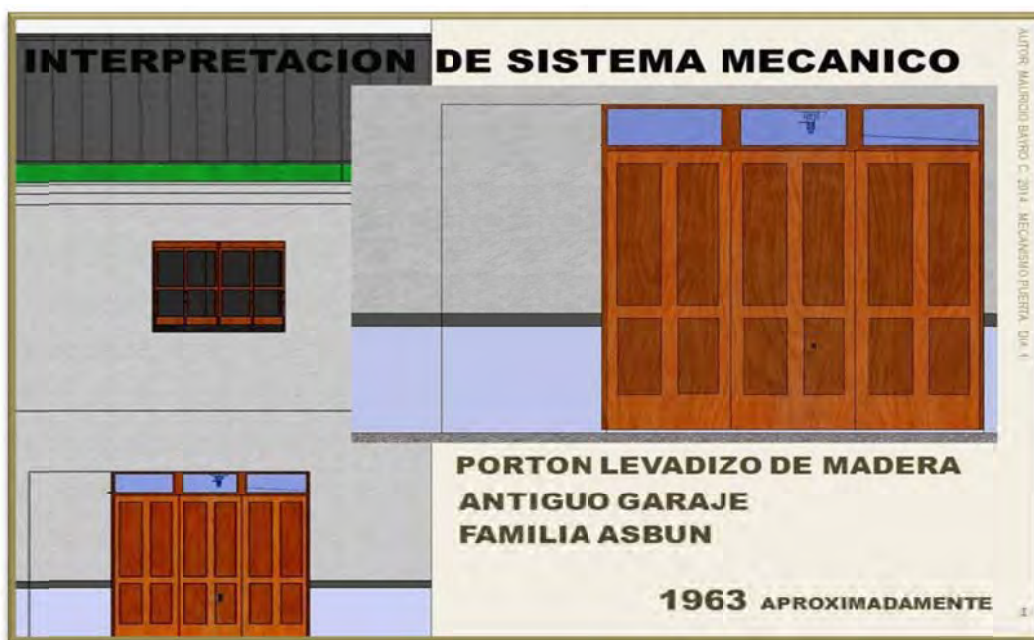 INTERPRETACION DE SISTEMA MECANICO
PORTON LEVADIZO DE MADERA
ANTIGUO GARAJE
FAMILIA ASBUN
1963 APROXIMADAMENTE
AUTOR: MAURICIO BAYRO C. 2014. MECANISMO PUERTA. DIA. 1
1